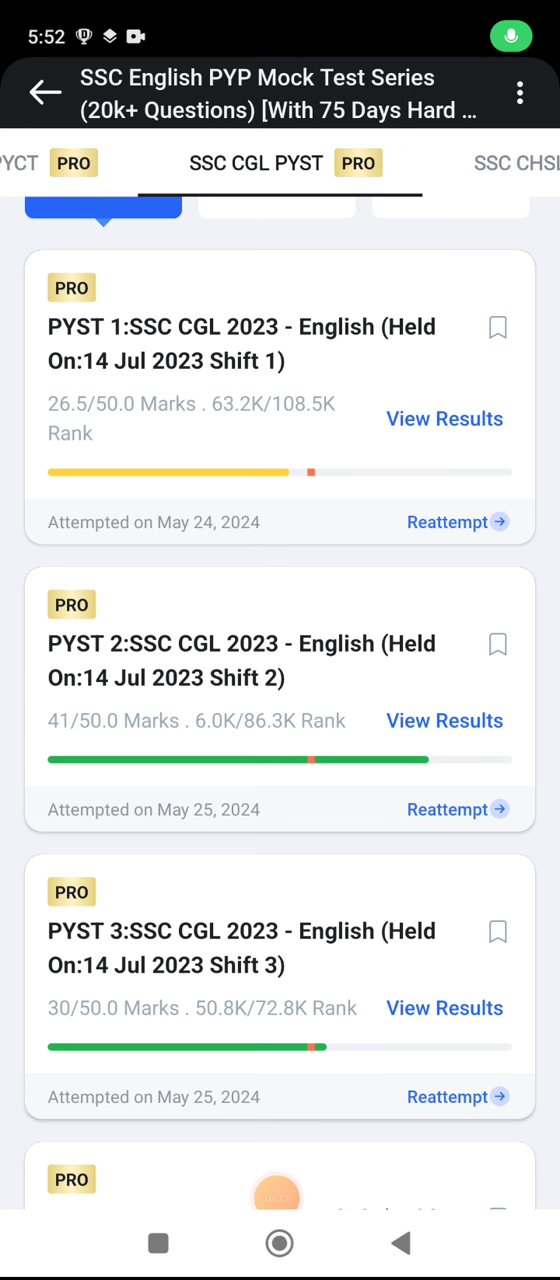 5:52
SSC English PYP Mock Test Series
(20k+ Questions) [With 75 Days Hard ...
PYCT PRO
SSC CGL PYST PRO
SSC CHSL
PRO
PYST 1:SSC CGL 2023 - English (Held
On:14 Jul 2023 Shift 1)
26.5/50.0 Marks . 63.2K/108.5K
Rank
View Results
Attempted on May 24, 2024
Reattempt
PRO
PYST 2:SSC CGL 2023 - English (Held
On:14 Jul 2023 Shift 2)
41/50.0 Marks . 6.0K/86.3K Rank
View Results
Attempted on May 25, 2024
Reattempt
PRO
PYST 3:SSC CGL 2023 - English (Held
On:14 Jul 2023 Shift 3)
30/50.0 Marks . 50.8K/72.8K Rank
View Results
Attempted on May 25, 2024
Reattempt
PRO